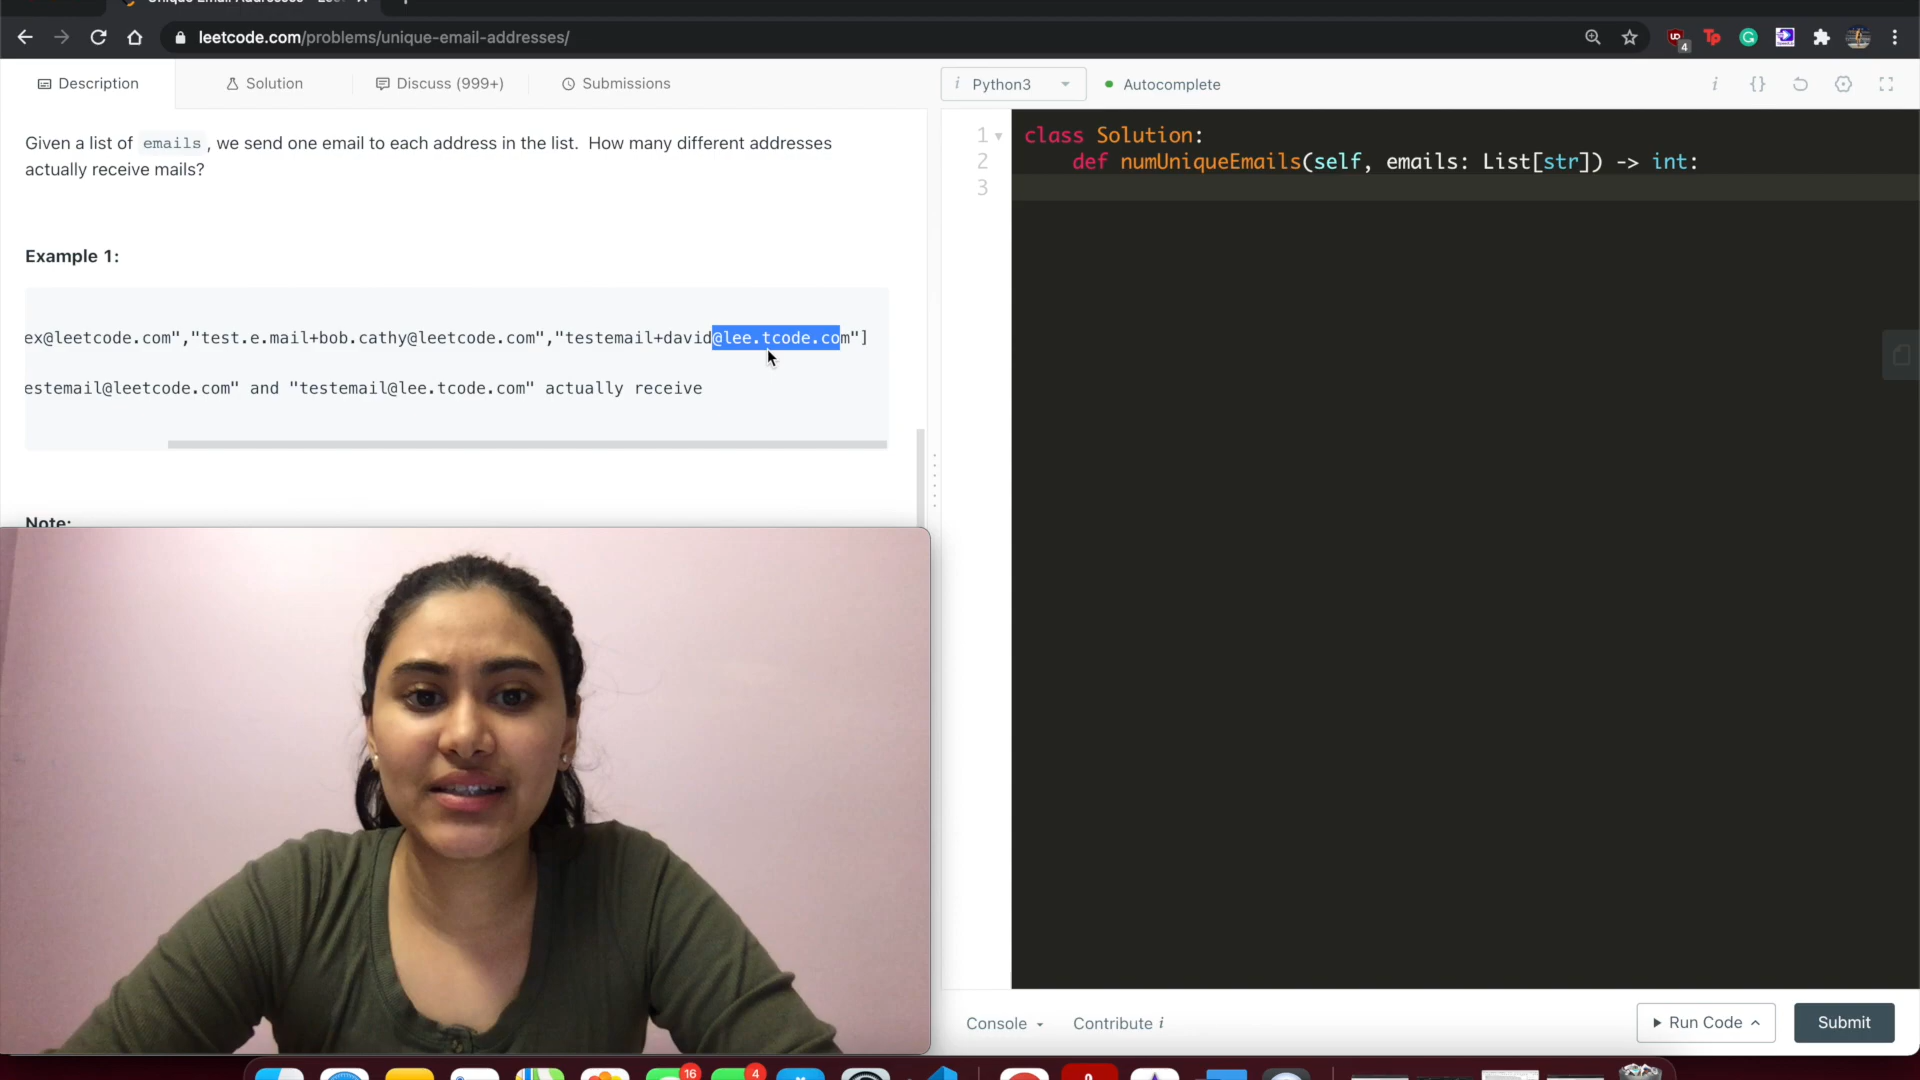 leetcode.com/problems/unique-email-addresses/
4
Tp
Description
Solution
Discuss (999+)
Submissions
i Python3
Autocomplete
i {}
Given a list of emails , we send one email to each address in the list. How many different addresses
actually receive mails?
Example 1:
ex@leetcode.com","test.e.mail+bob.cathy@leetcode.com","testemail+david@lee.tcode.com"]
estemail@leetcode.com" and "testemail@lee.tcode.com" actually receive
Note:
1 class Solution:
2 def numUniqueEmails(self, emails: List[str]) -> int:
3
Console
Contribute i
Run Code
Submit
16
4